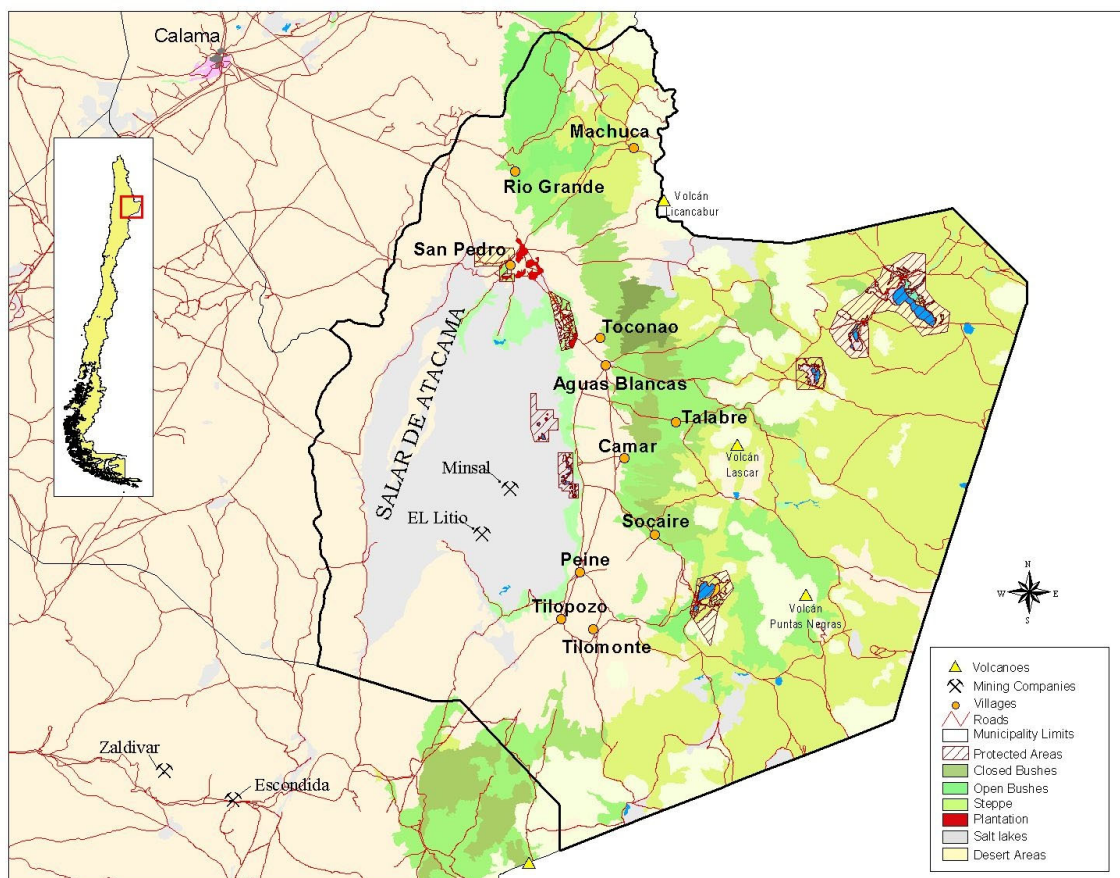 Calama
Machuca
Rio Grande
Volcán
Licancabur
San Pedro
SALAR DE ATACAMA
Toconao
Aguas Blancas
Talabre
Camar
Volcán
Lascar
Minsal
EL Litio
Socaire
Peine
Volcán
Puntas Negras
Tilopozo
Tilomonte
Zaldivar
Escondida
N
W
E
S
Volcanoes
Mining Companies
Villages
Roads
Municipality Limits
Protected Areas
Closed Bushes
Open Bushes
Steppe
Plantation
Salt lakes
Desert Areas